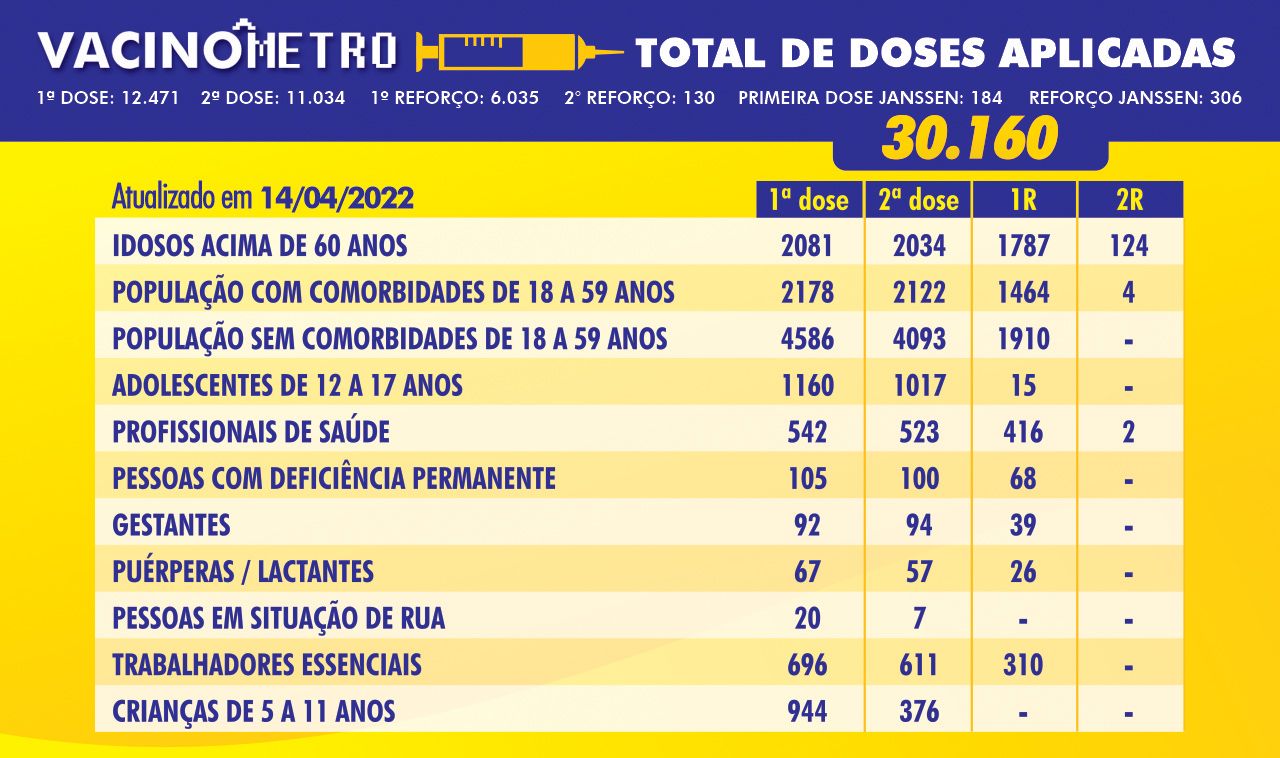 VACINÔMETRO TOTAL DE DOSES APLICADAS
1ª DOSE: 12.471 2ª DOSE: 11.034 1º REFORÇO: 6.035 2° REFORÇO: 130 PRIMEIRA DOSE JANSSEN: 184 REFORÇO JANSSEN: 306
30.160
Atualizado em 14/04/2022 1ª dose 2ª dose 1R 2R
IDOSOS ACIMA DE 60 ANOS 2081 2034 1787 124
POPULAÇÃO COM COMORBIDADES DE 18 A 59 ANOS 2178 2122 1464 4
POPULAÇÃO SEM COMORBIDADES DE 18 A 59 ANOS 4586 4093 1910 -
ADOLESCENTES DE 12 A 17 ANOS 1160 1017 15 -
PROFISSIONAIS DE SAÚDE 542 523 416 2
PESSOAS COM DEFICIÊNCIA PERMANENTE 105 100 68 -
GESTANTES 92 94 39 -
PUÉRPERAS / LACTANTES 67 57 26 -
PESSOAS EM SITUAÇÃO DE RUA 20 7 - -
TRABALHADORES ESSENCIAIS 696 611 310 -
CRIANÇAS DE 5 A 11 ANOS 944 376 - -